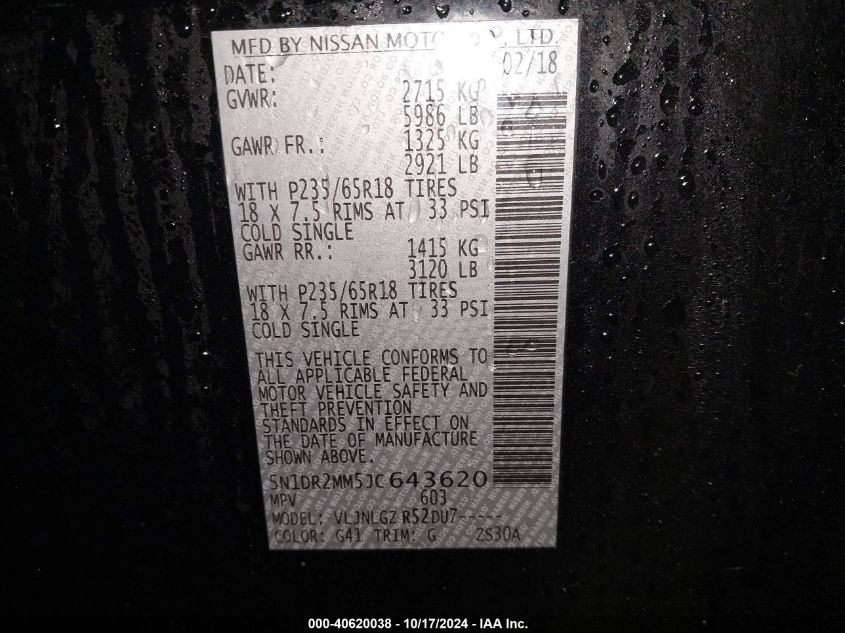 MFD BY NISSAN MOTOR CO., LTD.
DATE: 02/18
GVWR: 2715 KG
5986 LB
GAWR FR.: 1325 KG
2921 LB
WITH P235/65R18 TIRES
18 X 7.5 RIMS AT 33 PSI
COLD SINGLE
GAWR RR.: 1415 KG
3120 LB
WITH P235/65R18 TIRES
18 X 7.5 RIMS AT 33 PSI
COLD SINGLE
THIS VEHICLE CONFORMS TO
ALL APPLICABLE FEDERAL
MOTOR VEHICLE SAFETY AND
THEFT PREVENTION
STANDARDS IN EFFECT ON
THE DATE OF MANUFACTURE
SHOWN ABOVE.
5N1DR2MM5JC643620
MPV 603
MODEL: VLJNLGZ R52DU7-----
COLOR: G41 TRIM: G ZS30A
000-40620038 - 10/17/2024 - IAA Inc.